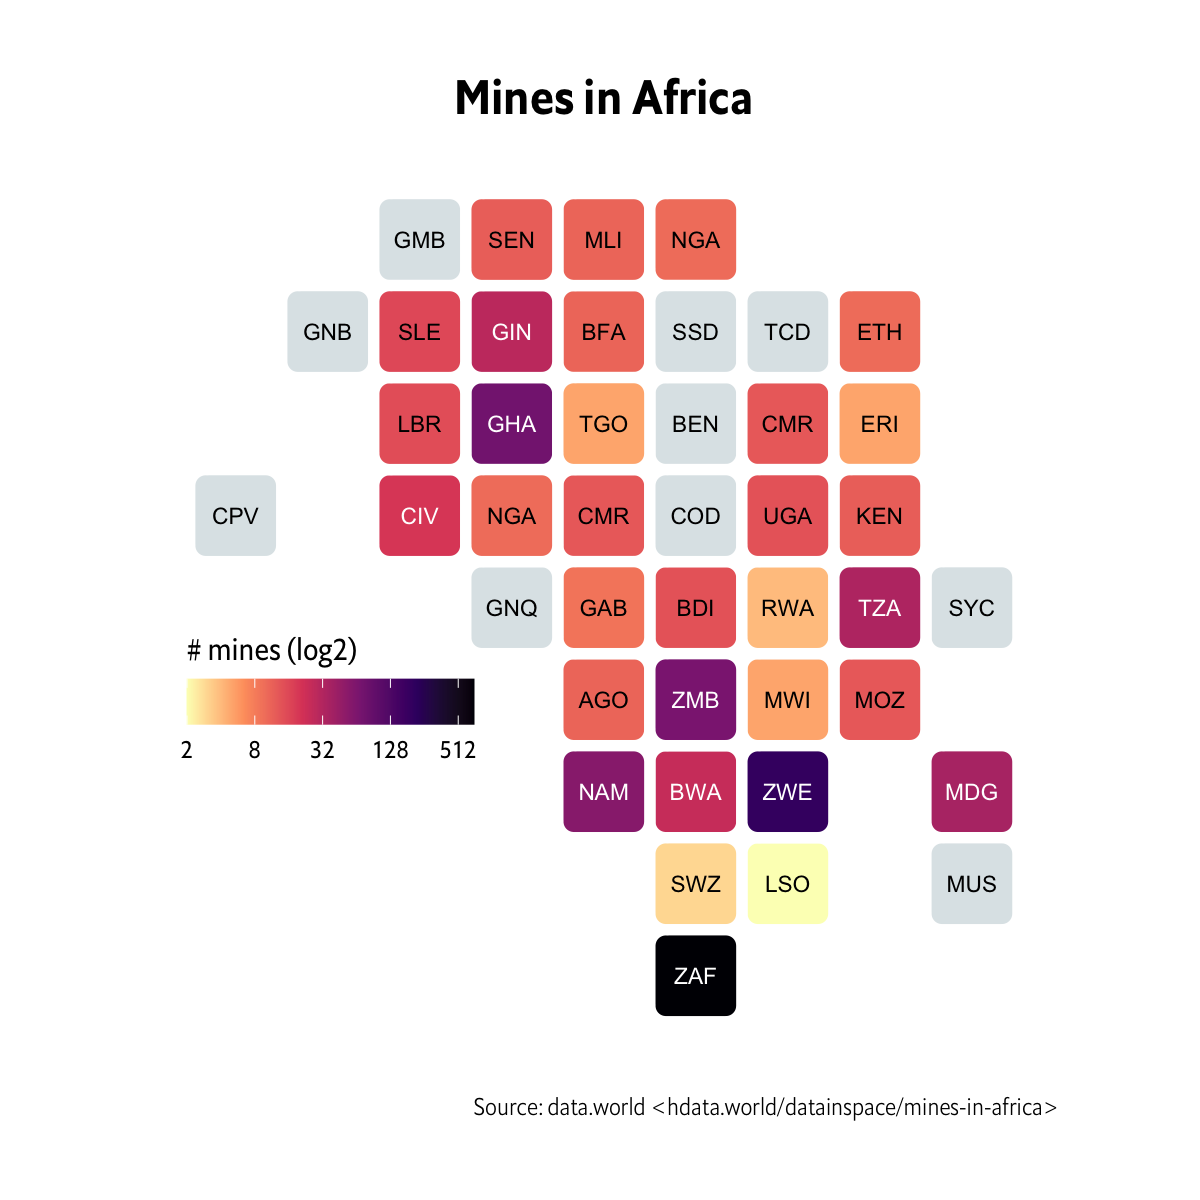 Mines in Africa
GMB SEN MLI NGA
GNB SLE GIN BFA SSD TCD ETH
LBR GHA TGO BEN CMR ERI
CPV CIV NGA CMR COD UGA KEN
GNQ GAB BDI RWA TZA SYC
# mines (log2)
2 8 32 128 512
AGO ZMB MWI MOZ
NAM BWA ZWE MDG
SWZ LSO MUS
ZAF
Source: data.world <hdata.world/datainspace/mines-in-africa>